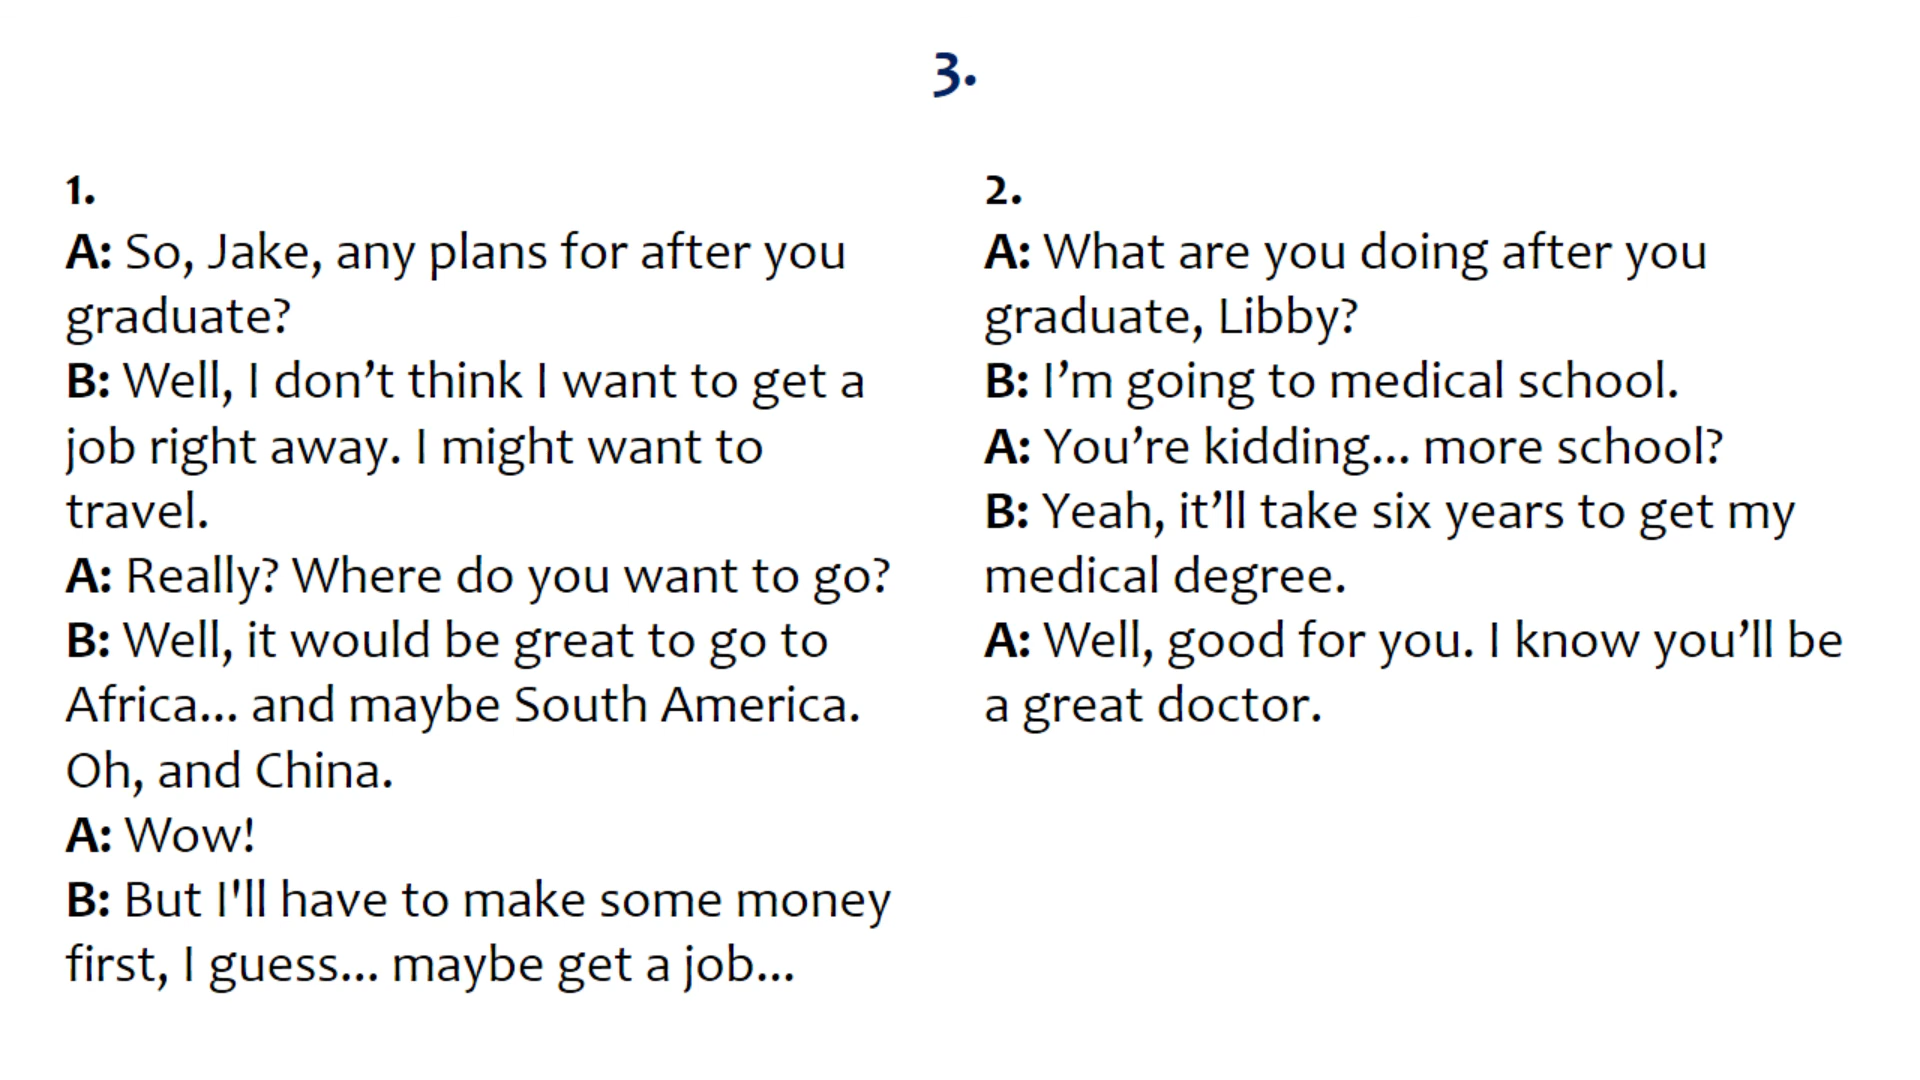 3.
1.
A: So, Jake, any plans for after you
graduate?
B: Well, I don’t think I want to get a
job right away. I might want to
travel.
A: Really? Where do you want to go?
B: Well, it would be great to go to
Africa... and maybe South America.
Oh, and China.
A: Wow!
B: But I'll have to make some money
first, I guess... maybe get a job...
2.
A: What are you doing after you
graduate, Libby?
B: I’m going to medical school.
A: You’re kidding... more school?
B: Yeah, it’ll take six years to get my
medical degree.
A: Well, good for you. I know you’ll be
a great doctor.